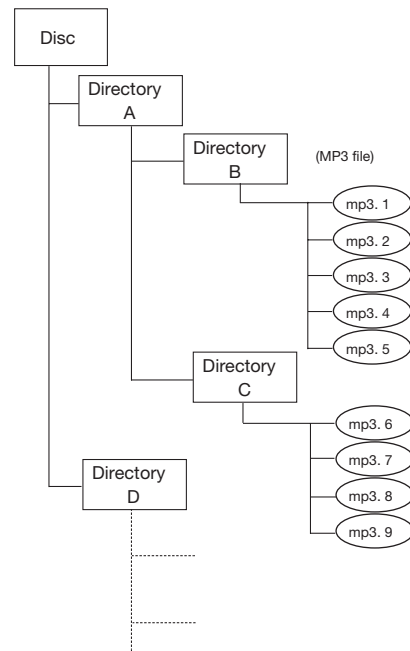 Disc
Directory
A
Directory
B
(MP3 file)
mp3. 1
mp3. 2
mp3. 3
mp3. 4
mp3. 5
Directory
C
mp3. 6
mp3. 7
mp3. 8
mp3. 9
Directory
D